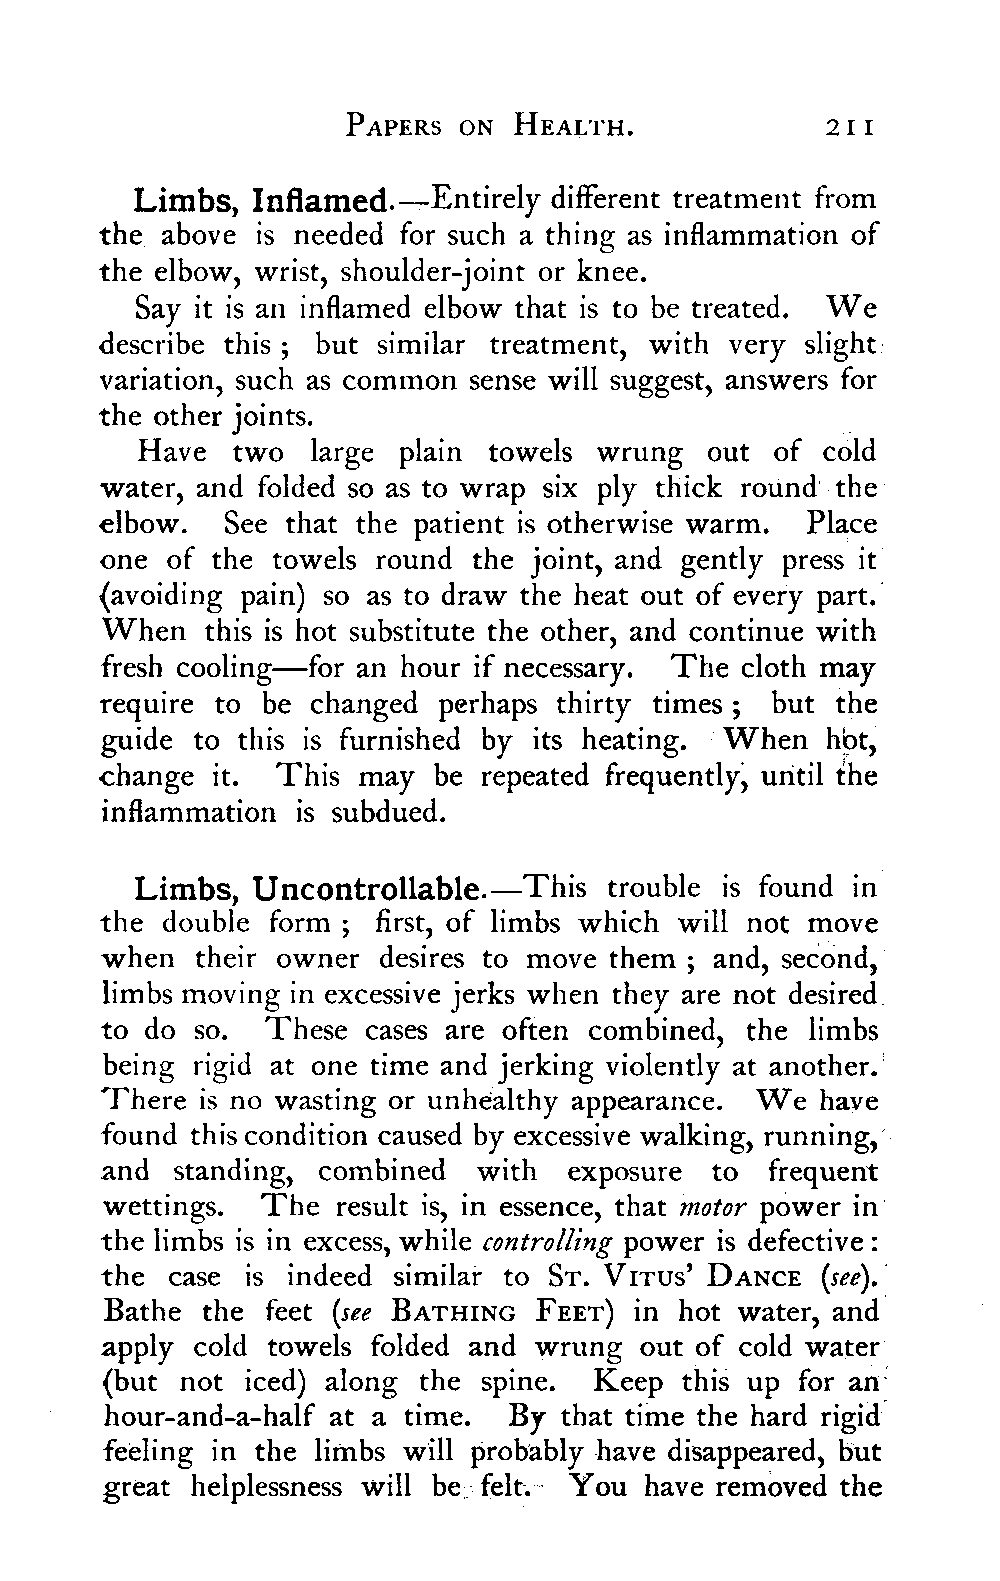 PAPERS ON HEALTH. 211
Limbs, Inflamed.—Entirely different treatment from
the above is needed for such a thing as inflammation of
the elbow, wrist, shoulder-joint or knee.
Say it is an inflamed elbow that is to be treated. We
describe this ; but similar treatment, with very slight
variation, such as common sense will suggest, answers for
the other joints.
Have two large plain towels wrung out of cold
water, and folded so as to wrap six ply thick round the
elbow. See that the patient is otherwise warm. Place
one of the towels round the joint, and gently press it
(avoiding pain) so as to draw the heat out of every part.
When this is hot substitute the other, and continue with
fresh cooling—for an hour if necessary. The cloth may
require to be changed perhaps thirty times ; but the
guide to this is furnished by its heating. When hot,
change it. This may be repeated frequently, until the
inflammation is subdued.
Limbs, Uncontrollable.—This trouble is found in
the double form ; first, of limbs which will not move
when their owner desires to move them ; and, second,
limbs moving in excessive jerks when they are not desired
to do so. These cases are often combined, the limbs
being rigid at one time and jerking violently at another.
There is no wasting or unhealthy appearance. We have
found this condition caused by excessive walking, running,
and standing, combined with exposure to frequent
wettings. The result is, in essence, that motor power in
the limbs is in excess, while controlling power is defective :
the case is indeed similar to ST. VITUS' DANCE (see).
Bathe the feet (see BATHING FEET) in hot water, and
apply cold towels folded and wrung out of cold water
(but not iced) along the spine. Keep this up for an
hour-and-a-half at a time. By that time the hard rigid
feeling in the limbs will probably have disappeared, but
great helplessness will be felt. You have removed the